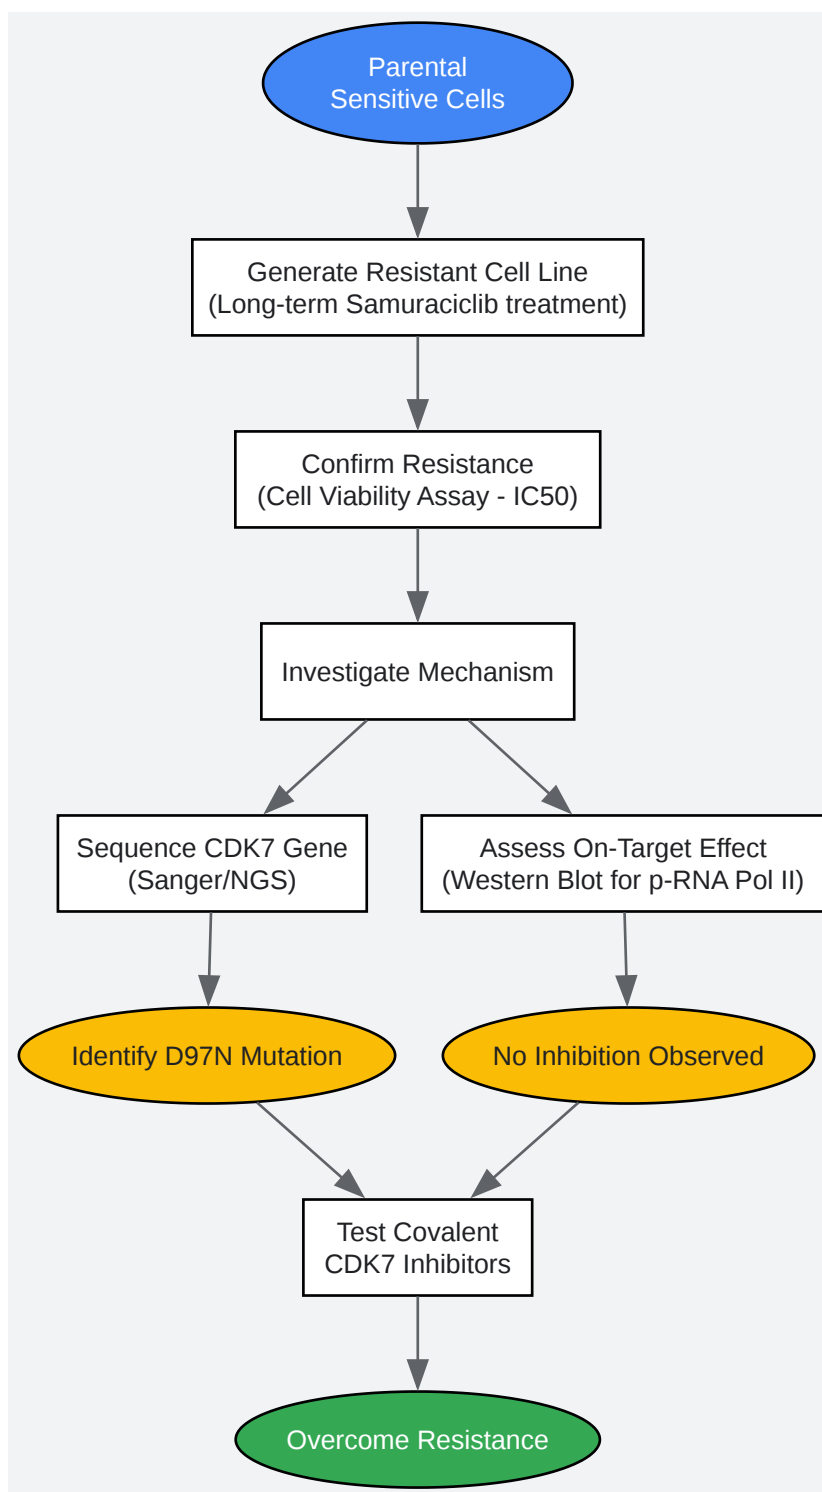 Parental
Sensitive Cells
Generate Resistant Cell Line
(Long-term Samuraciclib treatment)
Confirm Resistance
(Cell Viability Assay - IC50)
Investigate Mechanism
Sequence CDK7 Gene
(Sanger/NGS)
Assess On-Target Effect
(Western Blot for p-RNA Pol II)
Identify D97N Mutation
No Inhibition Observed
Test Covalent
CDK7 Inhibitors
Overcome Resistance